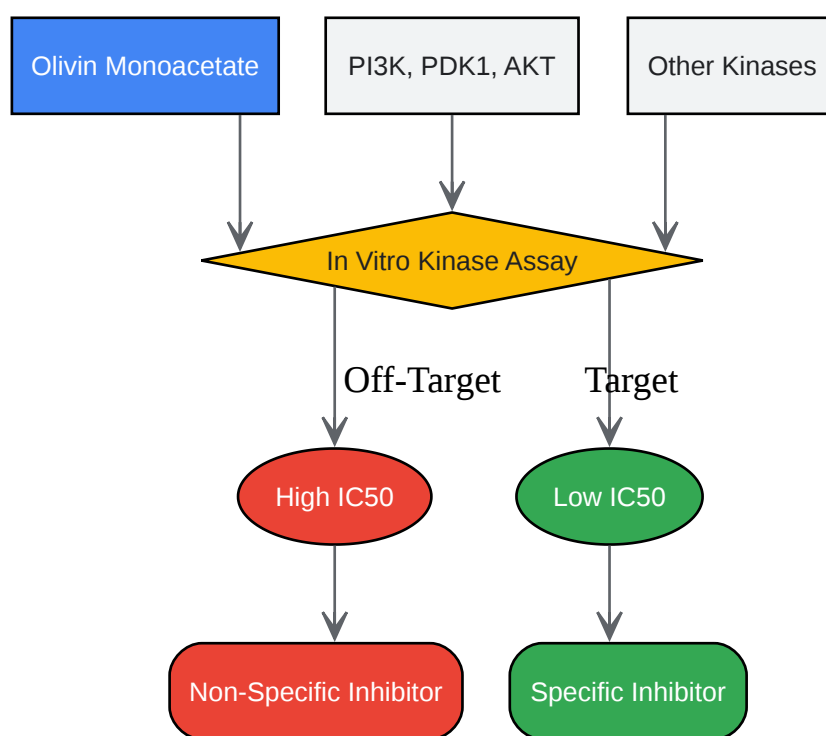 Olivin Monoacetate
PI3K, PDK1, AKT
Other Kinases
In Vitro Kinase Assay
Off-Target
Target
High IC50
Low IC50
Non-Specific Inhibitor
Specific Inhibitor